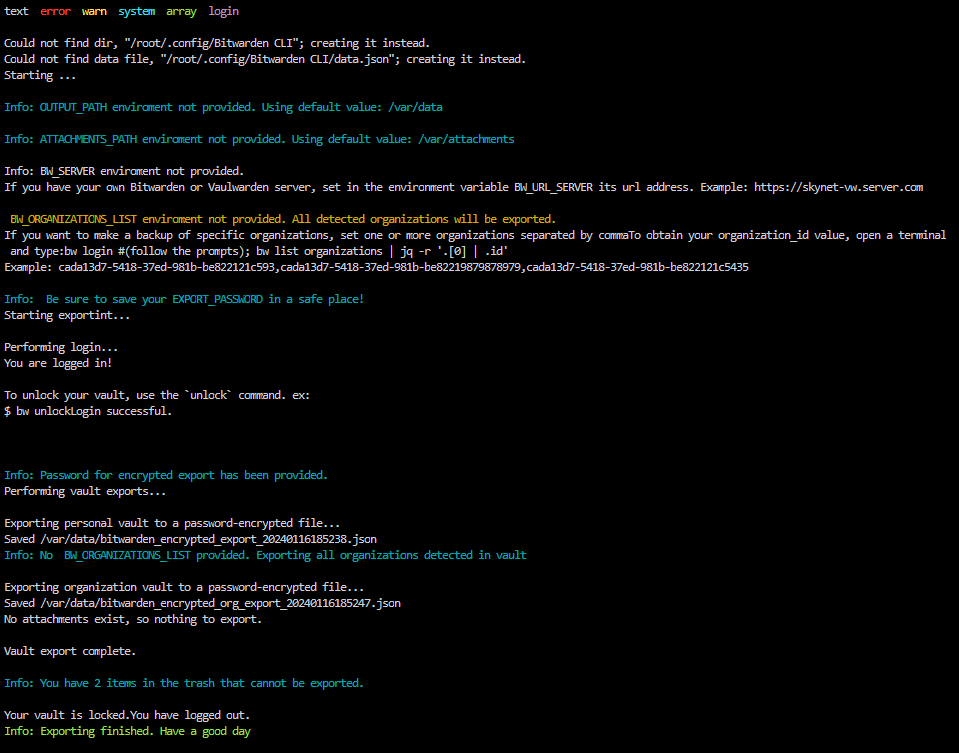 text error warn system array login
Could not find dir, "/root/.config/Bitwarden CLI"; creating it instead.
Could not find data file, "/root/.config/Bitwarden CLI/data.json"; creating it instead.
Starting ...
Info: OUTPUT_PATH enviroment not provided. Using default value: /var/data
Info: ATTACHMENTS_PATH enviroment not provided. Using default value: /var/attachments
Info: BW_SERVER enviroment not provided.
If you have your own Bitwarden or Vaulwarden server, set in the environment variable BW_URL_SERVER its url address. Example: https://skynet-vw.server.com
BW_ORGANIZATIONS_LIST enviroment not provided. All detected organizations will be exported.
If you want to make a backup of specific organizations, set one or more organizations separated by commaTo obtain your organization_id value, open a terminal
and type:bw login #(follow the prompts); bw list organizations | jq -r '.[0] | .id'
Example: cada13d7-5418-37ed-981b-be822121c593,cada13d7-5418-37ed-981b-be82219879878979,cada13d7-5418-37ed-981b-be822121c5435
Info:  Be sure to save your EXPORT_PASSWORD in a safe place!
Starting exportint...
Performing login...
You are logged in!
To unlock your vault, use the `unlock` command. ex:
$ bw unlockLogin successful.
Info: Password for encrypted export has been provided.
Performing vault exports...
Exporting personal vault to a password-encrypted file...
Saved /var/data/bitwarden_encrypted_export_20240116185238.json
Info: No  BW_ORGANIZATIONS_LIST provided. Exporting all organizations detected in vault
Exporting organization vault to a password-encrypted file...
Saved /var/data/bitwarden_encrypted_org_export_20240116185247.json
No attachments exist, so nothing to export.
Vault export complete.
Info: You have 2 items in the trash that cannot be exported.
Your vault is locked.You have logged out.
Info: Exporting finished. Have a good day